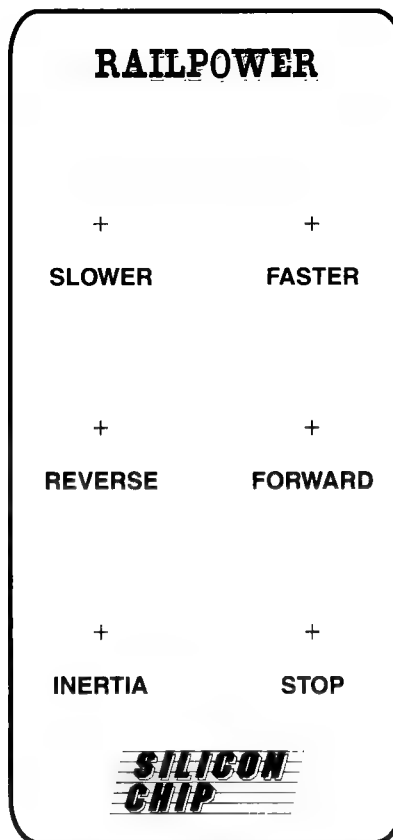 RAILPOWER
+ +
SLOWER FASTER
+ +
REVERSE FORWARD
+ +
INERTIA STOP
SILICON
CHIP